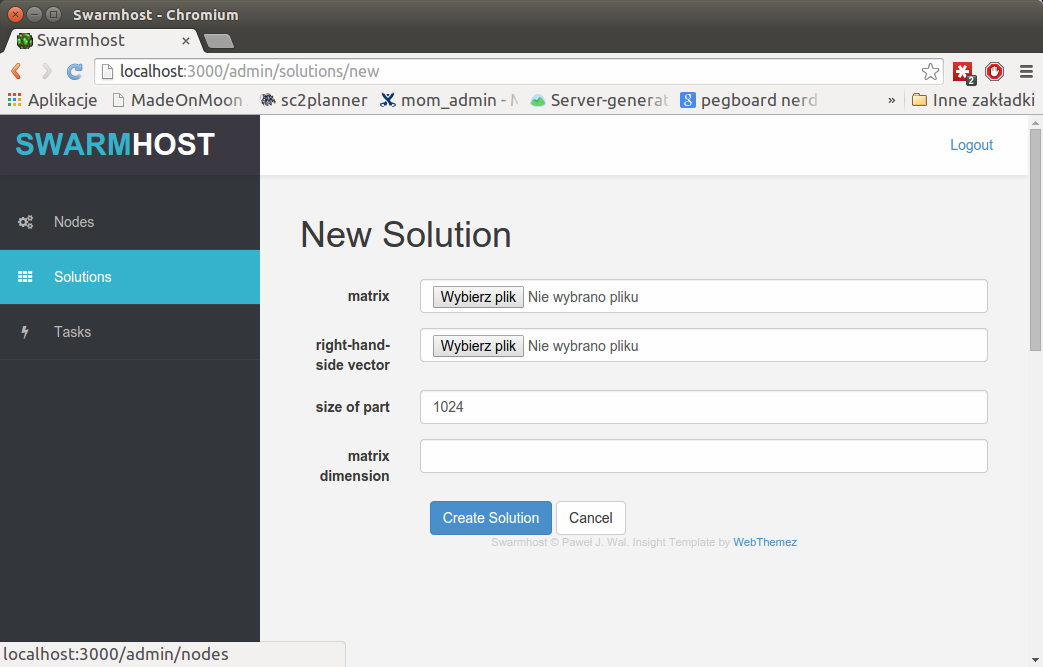 Swarmhost - Chromium
Swarmhost
localhost:3000/admin/solutions/new
2
Aplikacje MadeOnMoon sc2planner mom_admin - Server-generat 8 pegboard nerd » Inne zakładki
SWARMHOST
Logout
Nodes
Solutions
Tasks
New Solution
matrix Wybierz plik Nie wybrano pliku
right-hand-
side vector Wybierz plik Nie wybrano pliku
size of part 1024
matrix
dimension
Create Solution Cancel
Swarmhost © Paweł J. Wal. Insight Template by WebThemez
localhost:3000/admin/nodes